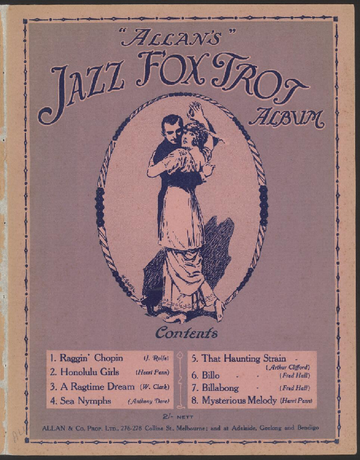 "ALLAN'S"
JAZZ FOX TROT
ALBUM
Contents
1. Raggin' Chopin (J. Rolls)
2. Honolulu Girls (Henri Penn)
3. A Ragtime Dream (W. Clark)
4. Sea Nymphs (Anthony Thorn)
5. That Haunting Strain
(Arthur Clifford)
6. Billo (Fred Hall)
7. Billabong (Fred Hall)
8. Mysterious Melody (Henri Penn)
2/- NETT
ALLAN & Co. Prop. Ltd., 276-278 Collins St., Melbourne; and at Adelaide, Geelong and Bendigo